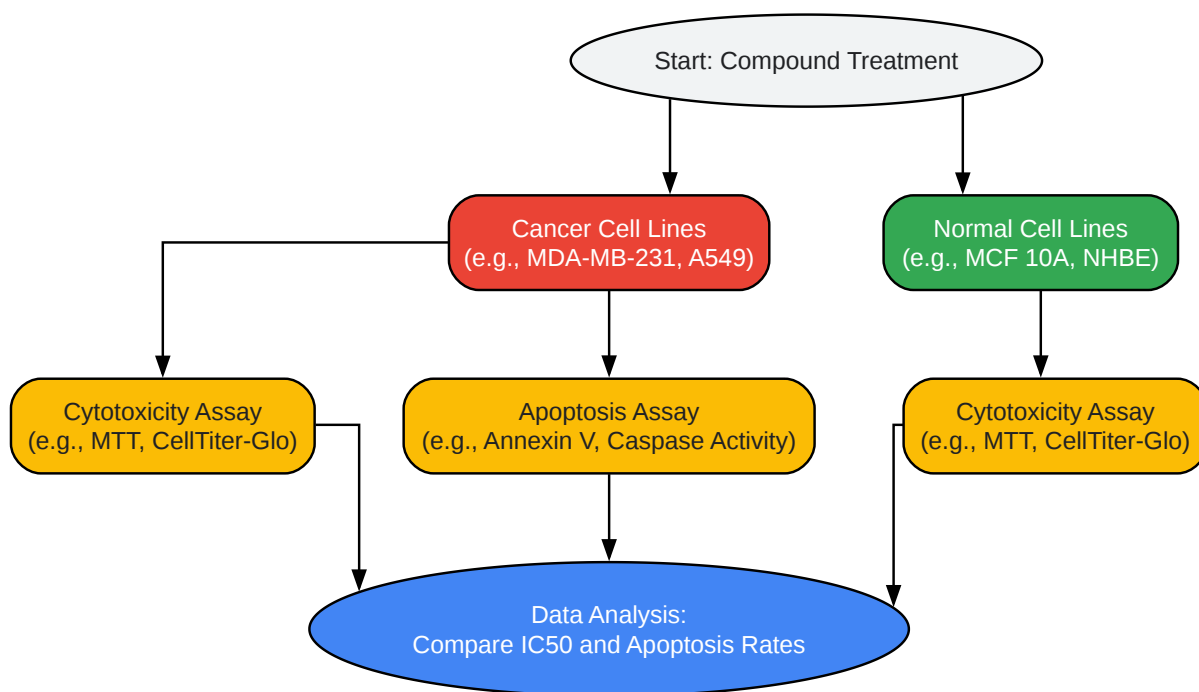 Start: Compound Treatment
Cancer Cell Lines
(e.g., MDA-MB-231, A549)
Normal Cell Lines
(e.g., MCF 10A, NHBE)
Cytotoxicity Assay
(e.g., MTT, CellTiter-Glo)
Apoptosis Assay
(e.g., Annexin V, Caspase Activity)
Cytotoxicity Assay
(e.g., MTT, CellTiter-Glo)
Data Analysis:
Compare IC50 and Apoptosis Rates